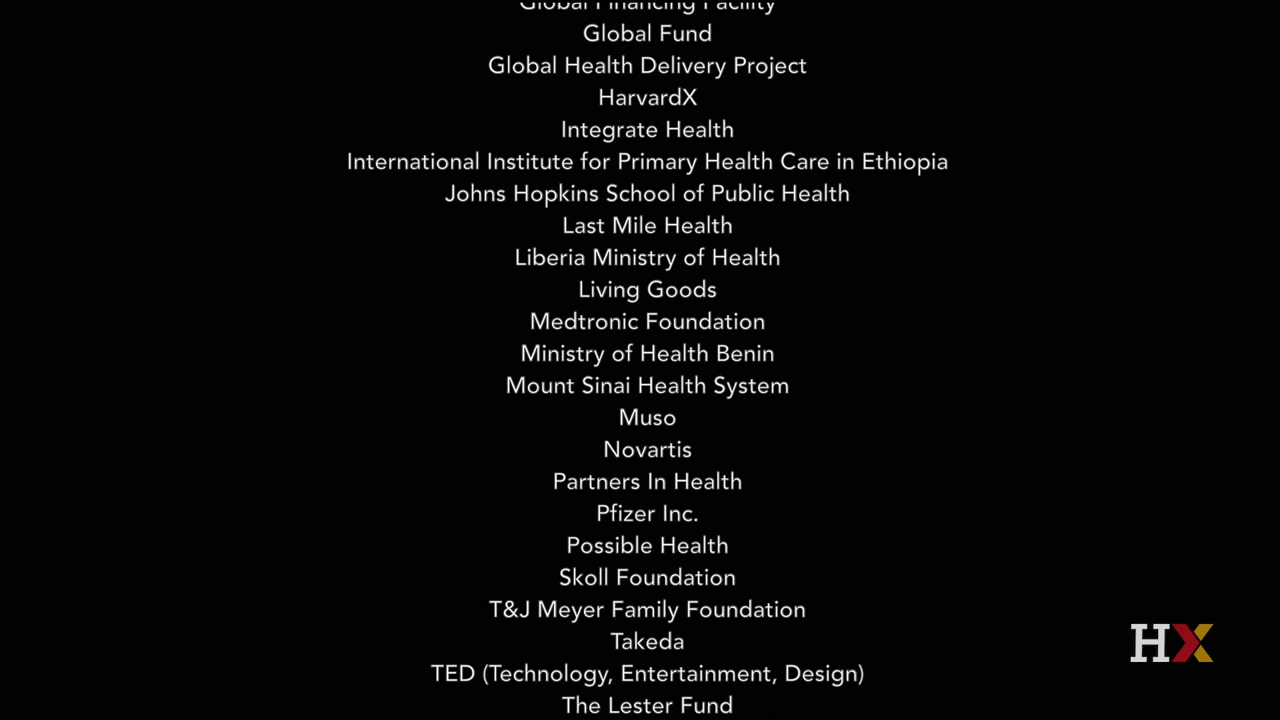 Global Financing Facility
Global Fund
Global Health Delivery Project
HarvardX
Integrate Health
International Institute for Primary Health Care in Ethiopia
Johns Hopkins School of Public Health
Last Mile Health
Liberia Ministry of Health
Living Goods
Medtronic Foundation
Ministry of Health Benin
Mount Sinai Health System
Muso
Novartis
Partners In Health
Pfizer Inc.
Possible Health
Skoll Foundation
T&J Meyer Family Foundation
Takeda
TED (Technology, Entertainment, Design)
The Lester Fund
HX